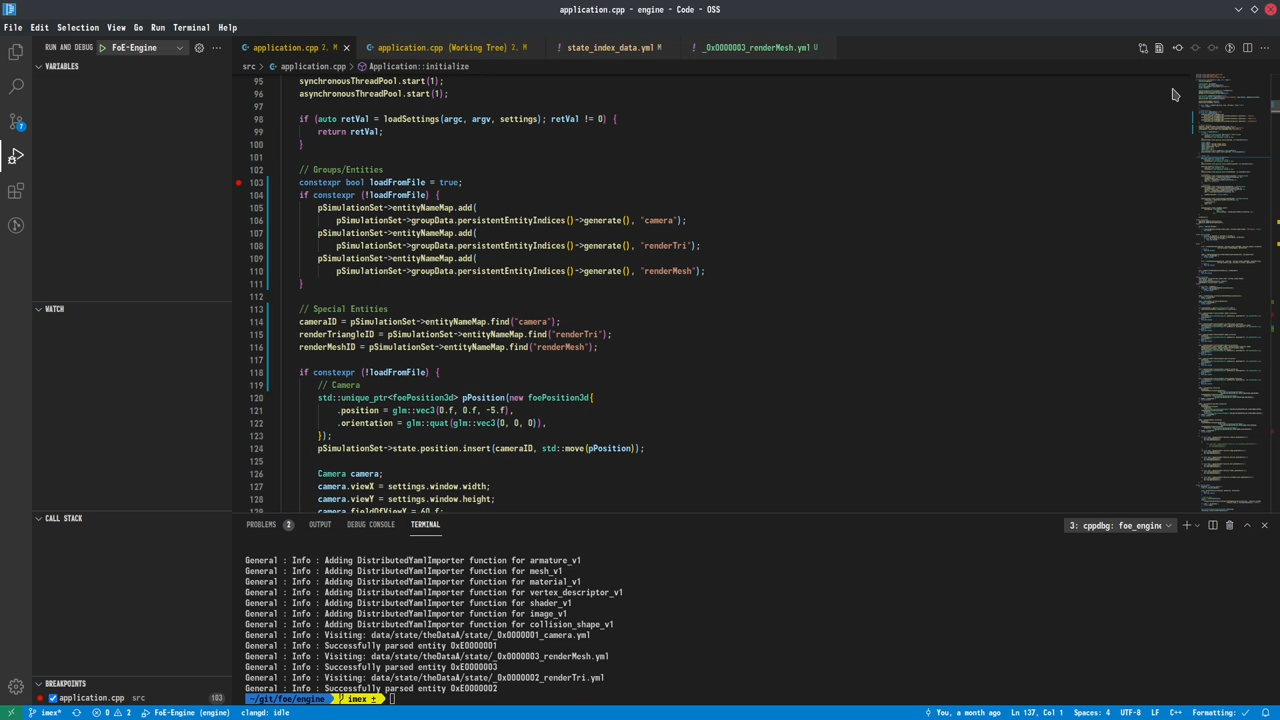 application.cpp - engine - Code - OSS
File Edit Selection View Go Run Terminal Help
RUN AND DEBUG FoE-Engine
application.cpp 2, M
application.cpp (Working Tree) 2, M
state_index_data.yml M
_0x0000003_renderMesh.yml U
src > application.cpp > Application::initialize
VARIABLES
WATCH
CALL STACK
BREAKPOINTS
application.cpp src 103
95 synchronousThreadPool.start(1);
96 asynchronousThreadPool.start(1);
97
98 if (auto retVal = loadSettings(argc, argv, settings); retVal != 0) {
99 return retVal;
100 }
101
102 // Groups/Entities
103 constexpr bool loadFromFile = true;
104 if constexpr (!loadFromFile) {
105 pSimulationSet->entityNameMap.add(
106 pSimulationSet->groupData.persistentEntityIndices()->generate(), "camera");
107 pSimulationSet->entityNameMap.add(
108 pSimulationSet->groupData.persistentEntityIndices()->generate(), "renderTri");
109 pSimulationSet->entityNameMap.add(
110 pSimulationSet->groupData.persistentEntityIndices()->generate(), "renderMesh");
111 }
112
113 // Special Entities
114 cameraID = pSimulationSet->entityNameMap.find("camera");
115 renderTriangleID = pSimulationSet->entityNameMap.find("renderTri");
116 renderMeshID = pSimulationSet->entityNameMap.find("renderMesh");
117
118 if constexpr (!loadFromFile) {
119 // Camera
120 std::unique_ptr<foePosition3d> pPosition(new foePosition3d{
121 .position = glm::vec3(0.f, 0.f, -5.f),
122 .orientation = glm::quat(glm::vec3(0, 0, 0)),
123 });
124 pSimulationSet->state.position.insert(cameraID, std::move(pPosition));
125
126 Camera camera;
127 camera.viewX = settings.window.width;
128 camera.viewY = settings.window.height;
129 camera.fieldOfViewY = 60.f;
PROBLEMS 2 OUTPUT DEBUG CONSOLE TERMINAL
3: cppdbg: foe_engine
General : Info : Adding DistributedYamlImporter function for armature_v1
General : Info : Adding DistributedYamlImporter function for mesh_v1
General : Info : Adding DistributedYamlImporter function for material_v1
General : Info : Adding DistributedYamlImporter function for vertex_descriptor_v1
General : Info : Adding DistributedYamlImporter function for shader_v1
General : Info : Adding DistributedYamlImporter function for image_v1
General : Info : Adding DistributedYamlImporter function for collision_shape_v1
General : Info : Visiting: data/state/theDataA/state/_0x0000001_camera.yml
General : Info : Successfully parsed entity 0xE0000001
General : Info : Visiting: data/state/theDataA/state/_0x0000003_renderMesh.yml
General : Info : Successfully parsed entity 0xE0000003
General : Info : Visiting: data/state/theDataA/state/_0x0000002_renderTri.yml
General : Info : Successfully parsed entity 0xE0000002
~/git/foe/engine imex ±
imex* 0 2 FoE-Engine (engine) clangd: idle You, a month ago Ln 137, Col 1 Spaces: 4 UTF-8 LF C++ Formatting: ✓